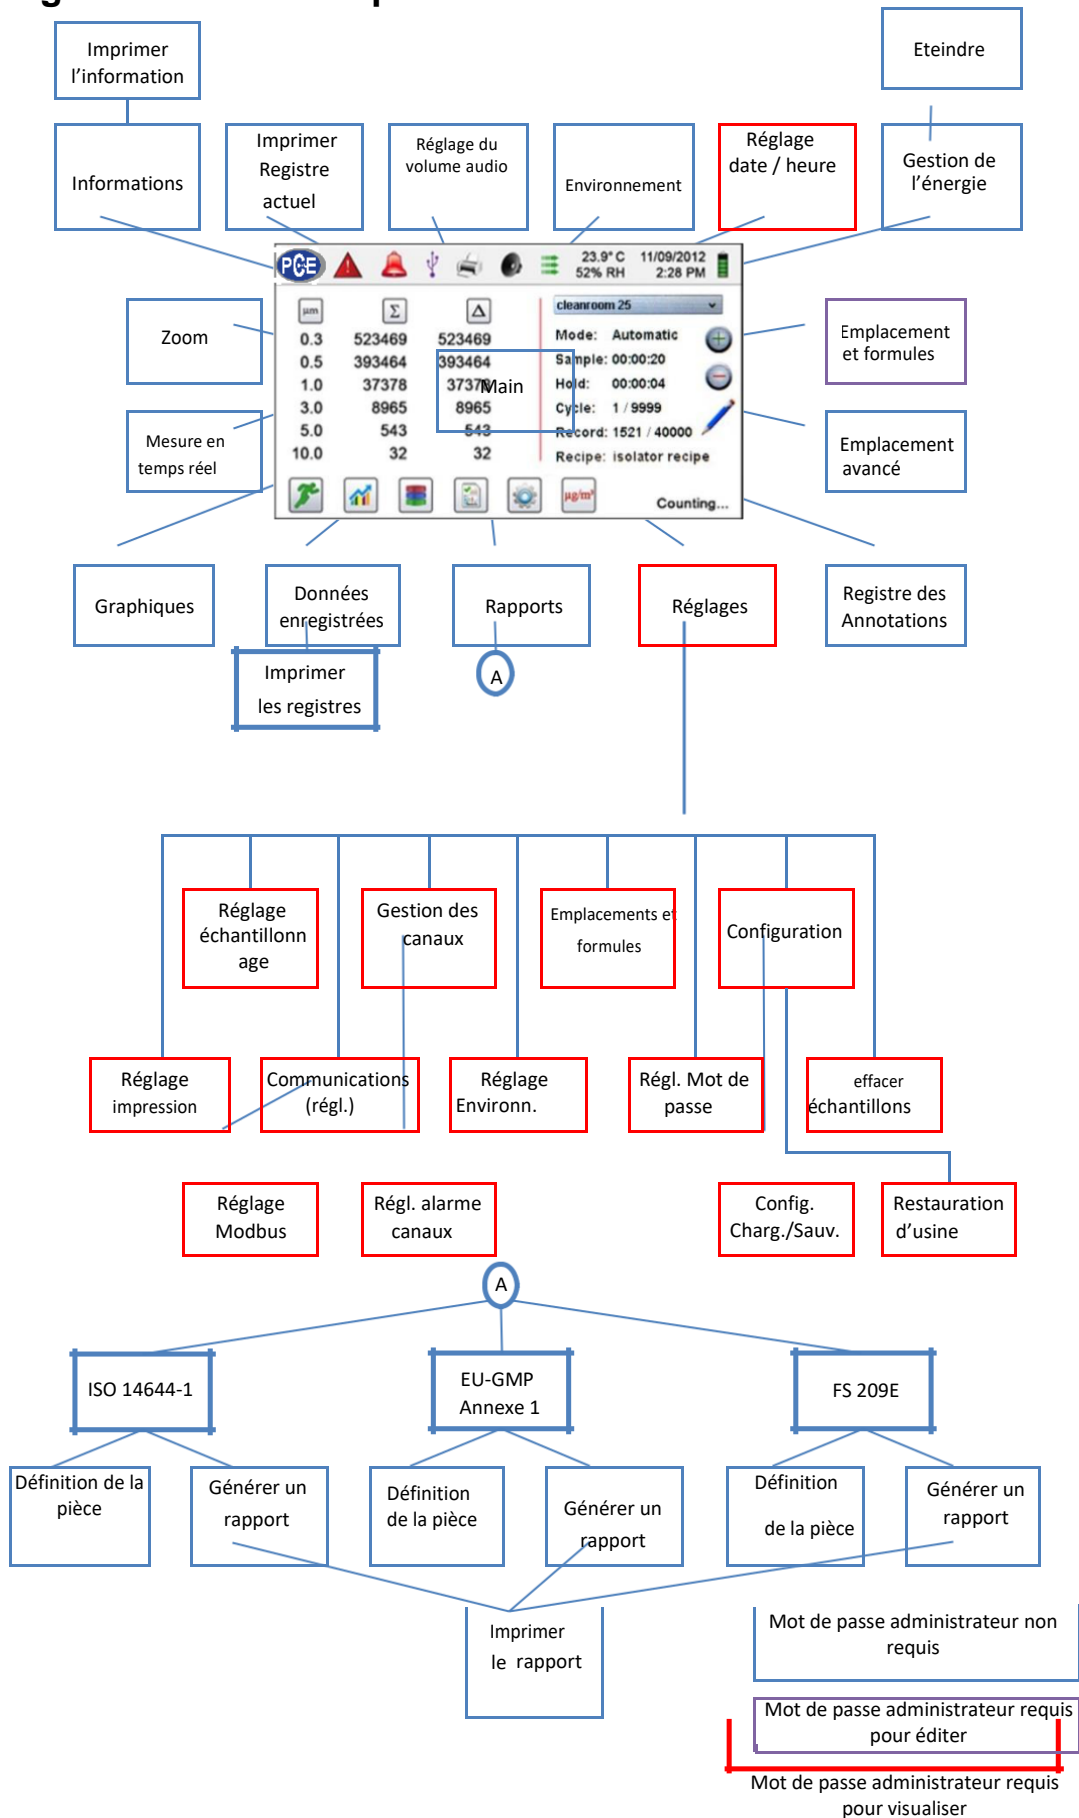 Imprimer
l'information
Eteindre
Informations
Imprimer
Registre
actuel
Réglage du
volume audio
Environnement
Réglage
date / heure
Gestion de
l'énergie
PCE
23.9° C
52% RH
11/09/2012
2:28 PM
Zoom
Mesure en
temps réel
µm Σ Δ
0.3 523469 523469
0.5 393464 393464
1.0 37378 37378
3.0 8965 8965
5.0 543 543
10.0 32 32
Main
cleanroom 25
Mode: Automatic
Sample: 00:00:20
Hold: 00:00:04
Cycle: 1 / 9999
Record: 1521 / 40000
Recipe: isolator recipe
µg/m³
Counting...
Emplacement
et formules
Emplacement
avancé
Graphiques
Données
enregistrées
Rapports
Réglages
Registre des
Annotations
Imprimer
les registres
A
Réglage
échantillonn
age
Gestion des
canaux
Emplacements et
formules
Configuration
Réglage
impression
Communications
(régl.)
Réglage
Environn.
Régl. Mot de
passe
effacer
échantillons
Réglage
Modbus
Régl. alarme
canaux
Config.
Charg./Sauv.
Restauration
d'usine
A
ISO 14644-1
EU-GMP
Annexe 1
FS 209E
Définition de la
pièce
Générer un
rapport
Définition
de la pièce
Générer un
rapport
Définition
de la pièce
Générer un
rapport
Imprimer
le rapport
Mot de passe administrateur non
requis
Mot de passe administrateur requis
pour éditer
Mot de passe administrateur requis
pour visualiser